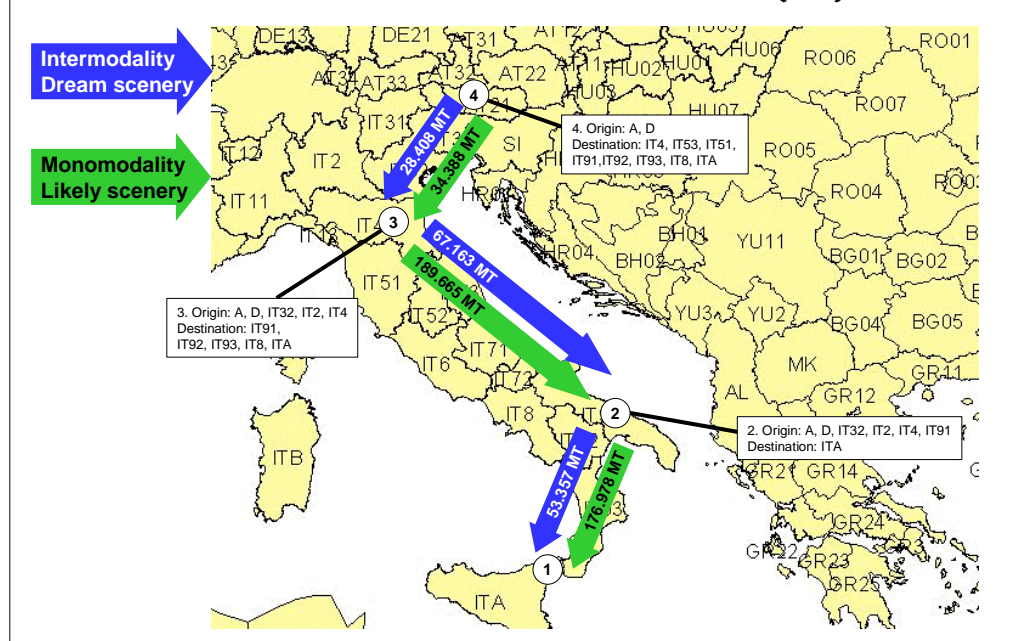 Intermodality
Dream scenery
Monomodality
Likely scenery
DE13
DE21
AT31
HU06
RO06
RO01
AT34
AT33
AT32
AT22
AT11
HU02
HU01
HU03
HU07
RO07
4
28.408 MT
34.388 MT
4. Origin: A, D
Destination: IT4, IT53, IT51,
IT91,IT92, IT93, IT8, ITA
IT12
IT2
IT31
SI
RO05
RO04
IT11
IT13
3
67.163 MT
189.665 MT
HR04
BH01
BH02
YU11
BG01
BG02
IT51
IT52
YU3
YU2
BG04
BG05
3. Origin: A, D, IT32, IT2, IT4
Destination: IT91,
IT92, IT93, IT8, ITA
IT6
IT71
IT72
MK
AL
GR11
GR12
IT8
2
2. Origin: A, D, IT32, IT2, IT4, IT91
Destination: ITA
ITB
53.357 MT
176.978 MT
GR21
GR14
GR24
GR3
GR22
GR23
GR25
1
ITA